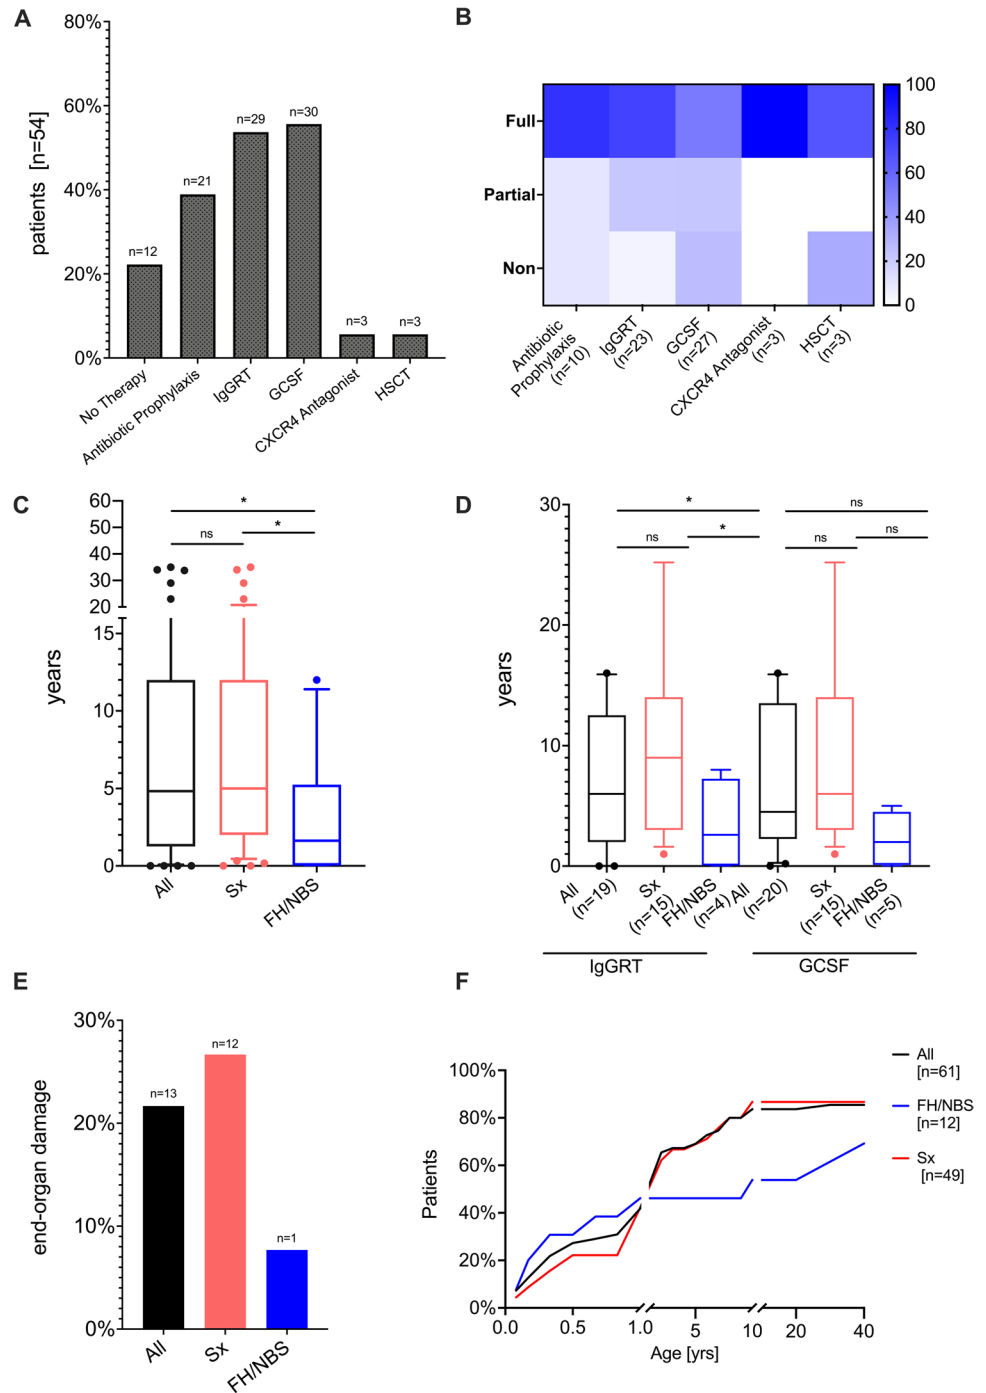 A
80%
60%
40%
20%
0%
patients [n=54]
n=12
n=21
n=29
n=30
n=3
n=3
No Therapy
Antibiotic Prophylaxis
IgGRT
GCSF
CXCR4 Antagonist
HSCT
B
Full
Partial
Non
100
80
60
40
20
0
Antibiotic
Prophylaxis
(n=10)
IgGRT
(n=23)
GCSF
(n=27)
CXCR4 Antagonist
(n=3)
HSCT
(n=3)
C
60
50
40
30
20
15
10
5
0
years
*
ns
*
All
Sx
FH/NBS
D
30
20
10
0
years
*
ns
*
ns
ns
ns
All
(n=19)
Sx
(n=15)
FH/NBS
(n=4)
All
(n=20)
Sx
(n=15)
FH/NBS
(n=5)
IgGRT
GCSF
E
30%
20%
10%
0%
end-organ damage
n=13
n=12
n=1
All
Sx
FH/NBS
F
100%
80%
60%
40%
20%
0%
Patients
0.0
0.5
1.0
5
10
20
40
Age [yrs]
All
[n=61]
FH/NBS
[n=12]
Sx
[n=49]